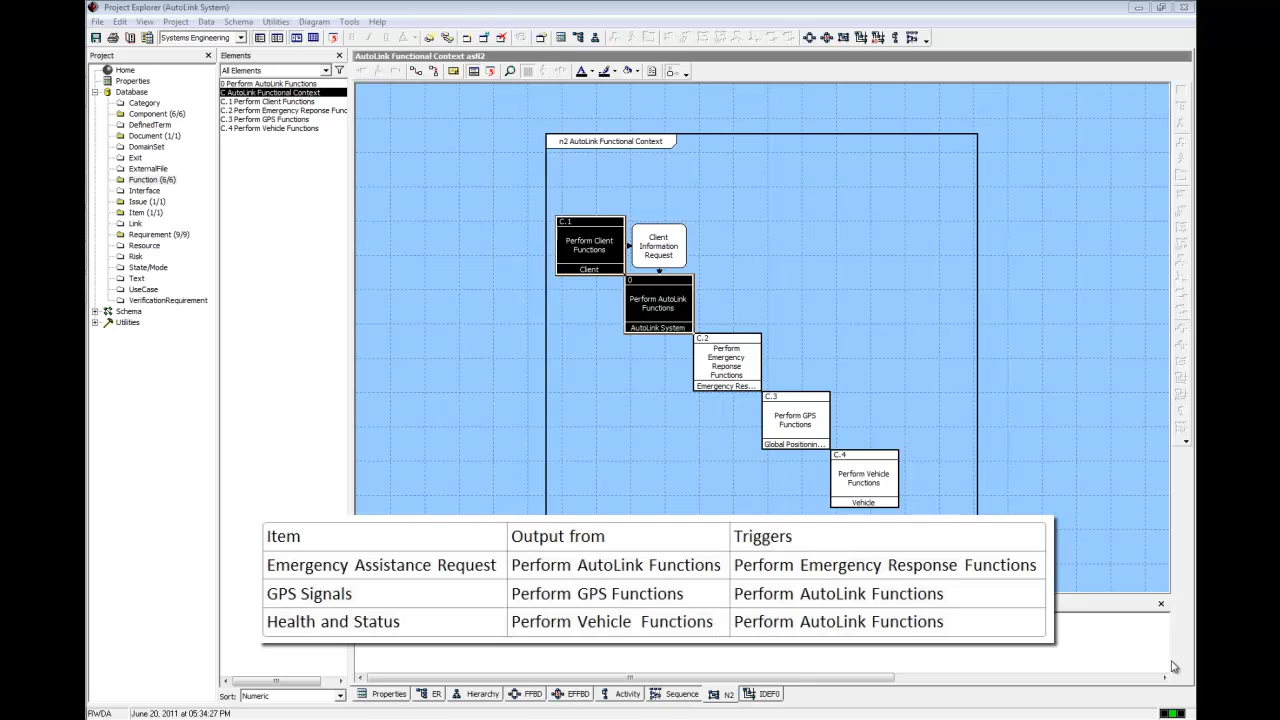 Project Explorer (AutoLink System)
File Edit View Project Data Schema Utilities Diagram Tools Help
Systems Engineering
Project
Elements
AutoLink Functional Context asN2
Home
Properties
Database
Category
Component (6/6)
DefinedTerm
Document (1/1)
DomainSet
Exit
ExternalFile
Function (6/6)
Interface
Issue (1/1)
Item (1/1)
Link
Requirement (9/9)
Resource
Risk
State/Mode
Text
UseCase
VerificationRequirement
Schema
Utilities
All Elements
0 Perform AutoLink Functions
C AutoLink Functional Context
C.1 Perform Client Functions
C.2 Perform Emergency Reponse Func
C.3 Perform GPS Functions
C.4 Perform Vehicle Functions
n2 AutoLink Functional Context
C.1
Perform Client
Functions
Client
Client
Information
Request
0
Perform AutoLink
Functions
AutoLink System
C.2
Perform
Emergency
Reponse
Functions
Emergency Res...
C.3
Perform GPS
Functions
Global Positionin...
C.4
Perform Vehicle
Functions
Vehicle
Item Output from Triggers
Emergency Assistance Request Perform AutoLink Functions Perform Emergency Response Functions
GPS Signals Perform GPS Functions Perform AutoLink Functions
Health and Status Perform Vehicle Functions Perform AutoLink Functions
Sort: Numeric
Properties ER Hierarchy FFBD EFFBD Activity Sequence N2 IDEF0
RWDA June 20, 2011 at 05:34:27 PM